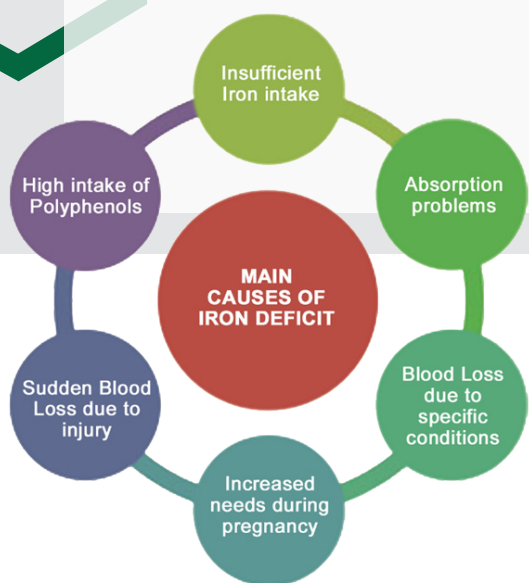 Insufficient
Iron intake
Absorption
problems
Blood Loss
due to
specific
conditions
Increased
needs during
pregnancy
Sudden Blood
Loss due to
injury
High intake of
Polyphenols
MAIN
CAUSES OF
IRON DEFICIT